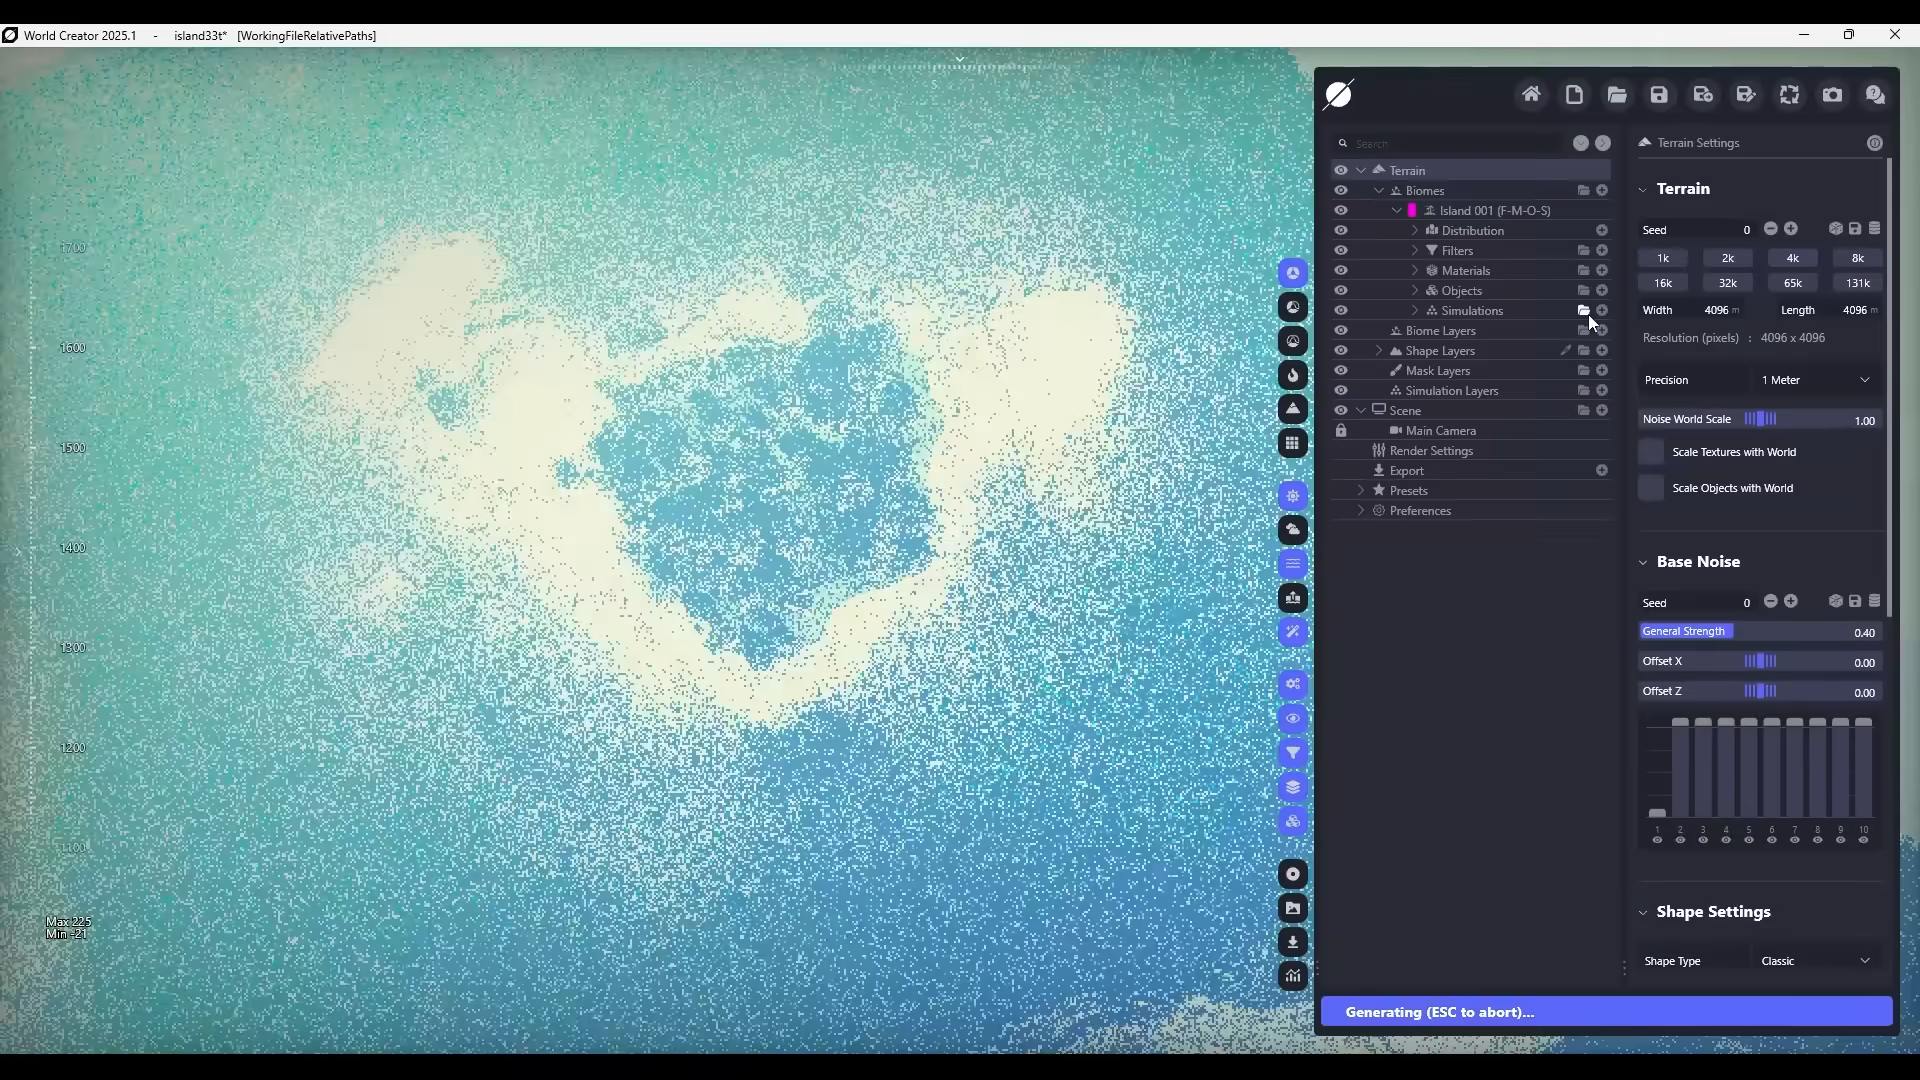 World Creator 2025.1 - island33t* [WorkingFileRelativePaths]
S
1700
1600
1500
1400
1300
1200
1100
Max 225
Min -21
Search
Terrain
Biomes
Island 001 (F-M-O-S)
Distribution
Filters
Materials
Objects
Simulations
Biome Layers
Shape Layers
Mask Layers
Simulation Layers
Scene
Main Camera
Render Settings
Export
Presets
Preferences
Terrain Settings
Terrain
Seed 0
1k 2k 4k 8k
16k 32k 65k 131k
Width 4096 m Length 4096 m
Resolution (pixels) : 4096 x 4096
Precision 1 Meter
Noise World Scale 1.00
Scale Textures with World
Scale Objects with World
Base Noise
Seed 0
General Strength 0.40
Offset X 0.00
Offset Z 0.00
1 2 3 4 5 6 7 8 9 10
Shape Settings
Shape Type Classic
Generating (ESC to abort)...